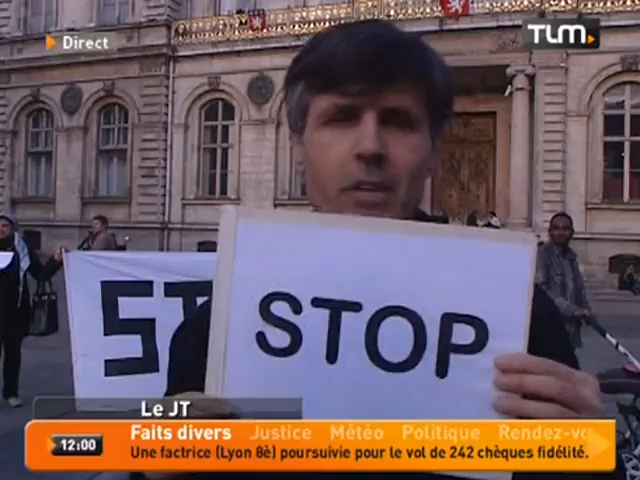 Direct
TLM
ST
STOP
Le JT
12:00
Faits divers Justice Météo Politique Rendez-vo
Une factrice (Lyon 8è) poursuivie pour le vol de 242 chèques fidélité.